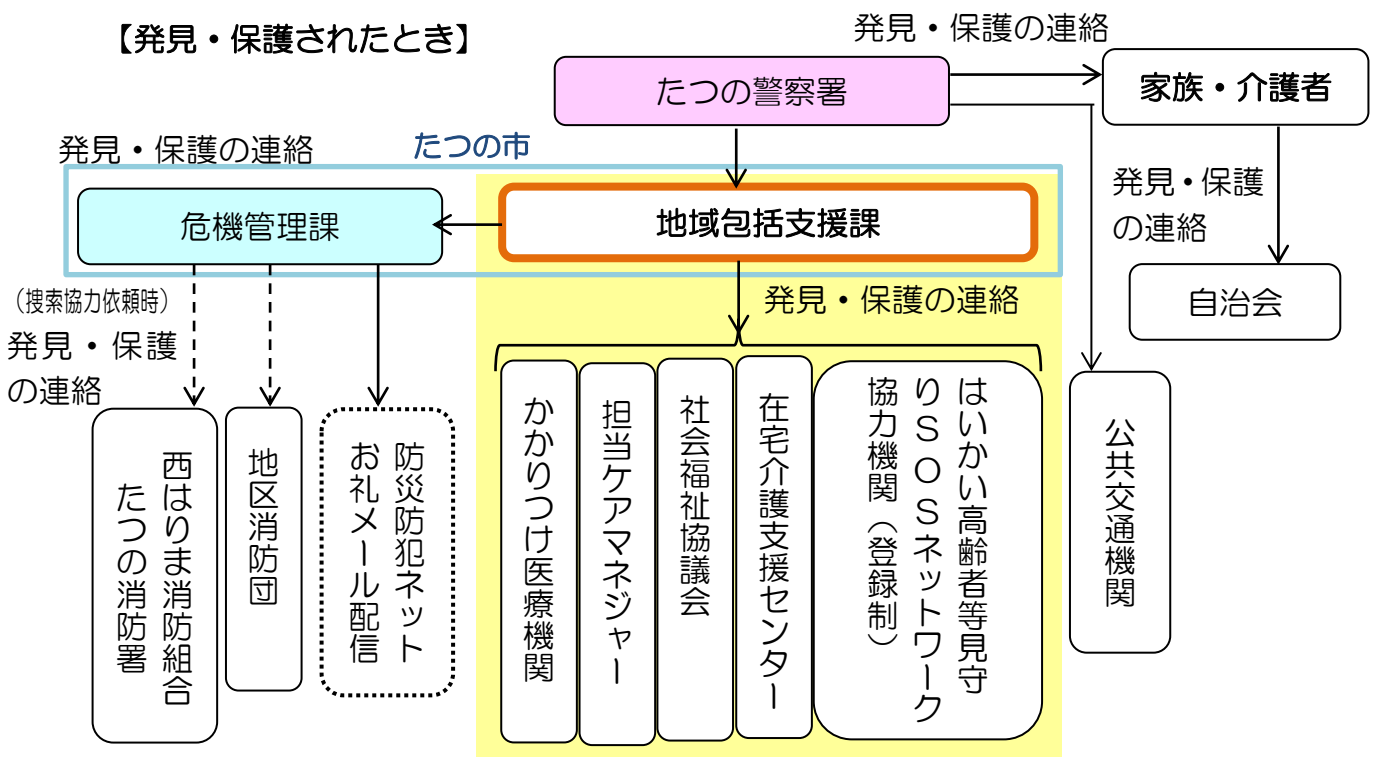 【発見・保護されたとき】
発見・保護の連絡
たつの警察署
家族・介護者
発見・保護の連絡
たつの市
発見・保護
の連絡
危機管理課
地域包括支援課
自治会
（捜索協力依頼時）
発見・保護
の連絡
発見・保護の連絡
西はりま消防組合
たつの消防署
地区消防団
防災防犯ネット
お礼メール配信
かかりつけ医療機関
担当ケアマネジャー
社会福祉協議会
在宅介護支援センター
はいかい高齢者等見守
りＳＯＳネットワーク
協力機関（登録制）
公共交通機関